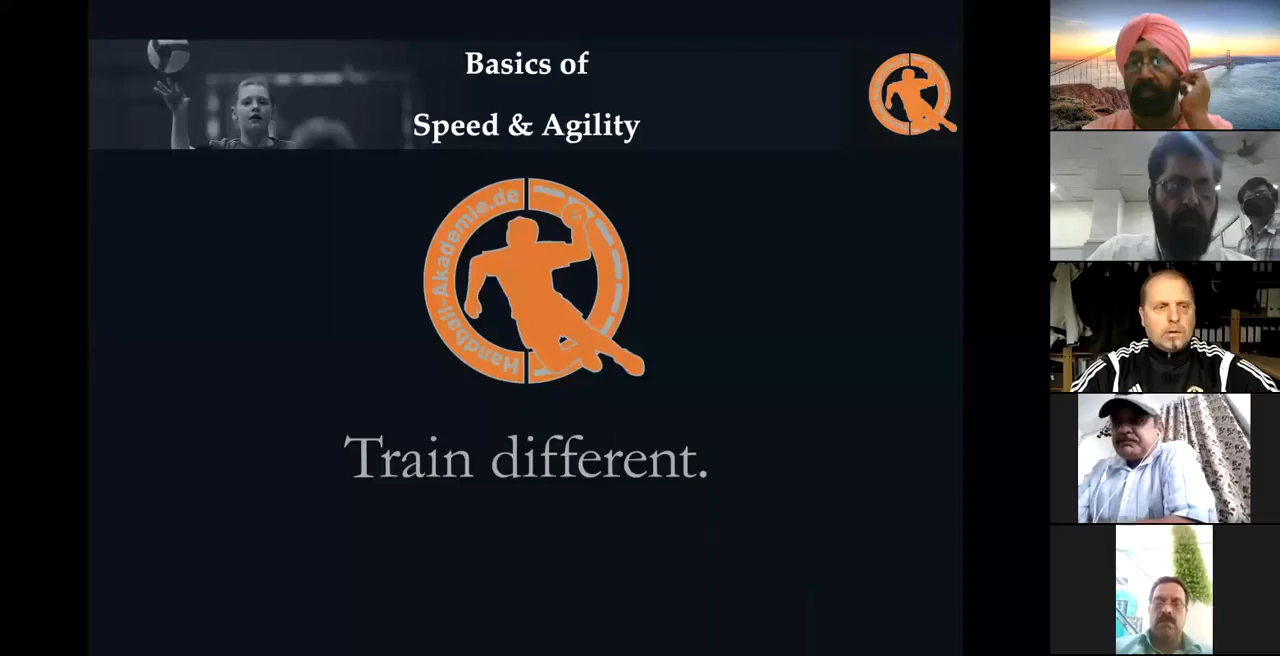 Basics of
Speed & Agility
Handball-Akademie.de
Train different.